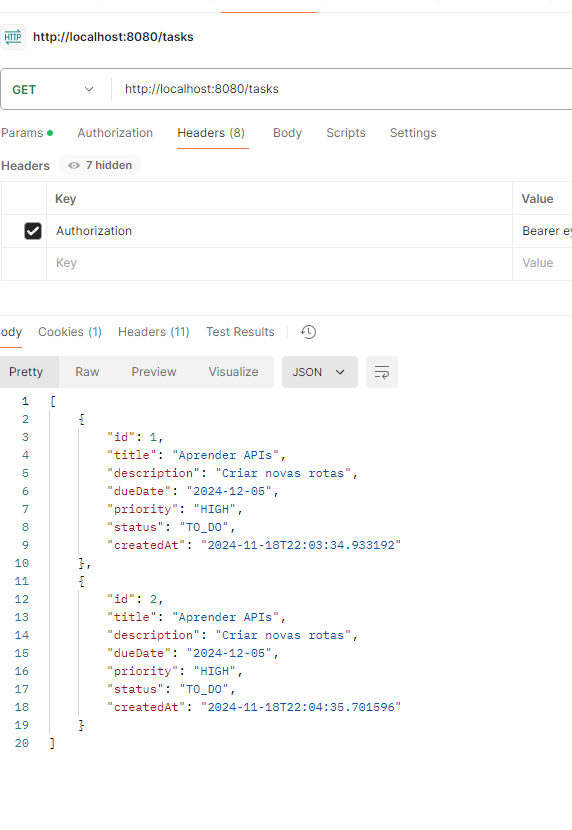 HTTP http://localhost:8080/tasks
GET http://localhost:8080/tasks
Params Authorization Headers (8) Body Scripts Settings
Headers 7 hidden
Key Value
Authorization Bearer ey
Key Value
ody Cookies (1) Headers (11) Test Results
Pretty Raw Preview Visualize JSON
1 [
2 {
3 "id": 1,
4 "title": "Aprender APIs",
5 "description": "Criar novas rotas",
6 "dueDate": "2024-12-05",
7 "priority": "HIGH",
8 "status": "TO_DO",
9 "createdAt": "2024-11-18T22:03:34.933192"
10 },
11 {
12 "id": 2,
13 "title": "Aprender APIs",
14 "description": "Criar novas rotas",
15 "dueDate": "2024-12-05",
16 "priority": "HIGH",
17 "status": "TO_DO",
18 "createdAt": "2024-11-18T22:04:35.701596"
19 }
20 ]